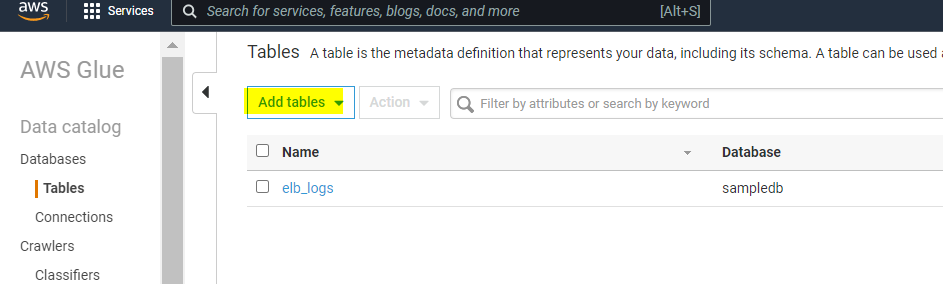 aws Services Search for services, features, blogs, docs, and more [Alt+S]
AWS Glue
Data catalog
Databases
Tables
Connections
Crawlers
Classifiers
Tables A table is the metadata definition that represents your data, including its schema. A table can be used
Add tables Action Filter by attributes or search by keyword
Name Database
elb_logs sampledb